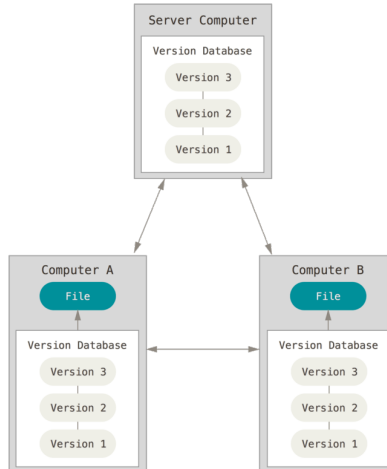 Server Computer
Version Database
Version 3
Version 2
Version 1
Computer A
File
Version Database
Version 3
Version 2
Version 1
Computer B
File
Version Database
Version 3
Version 2
Version 1